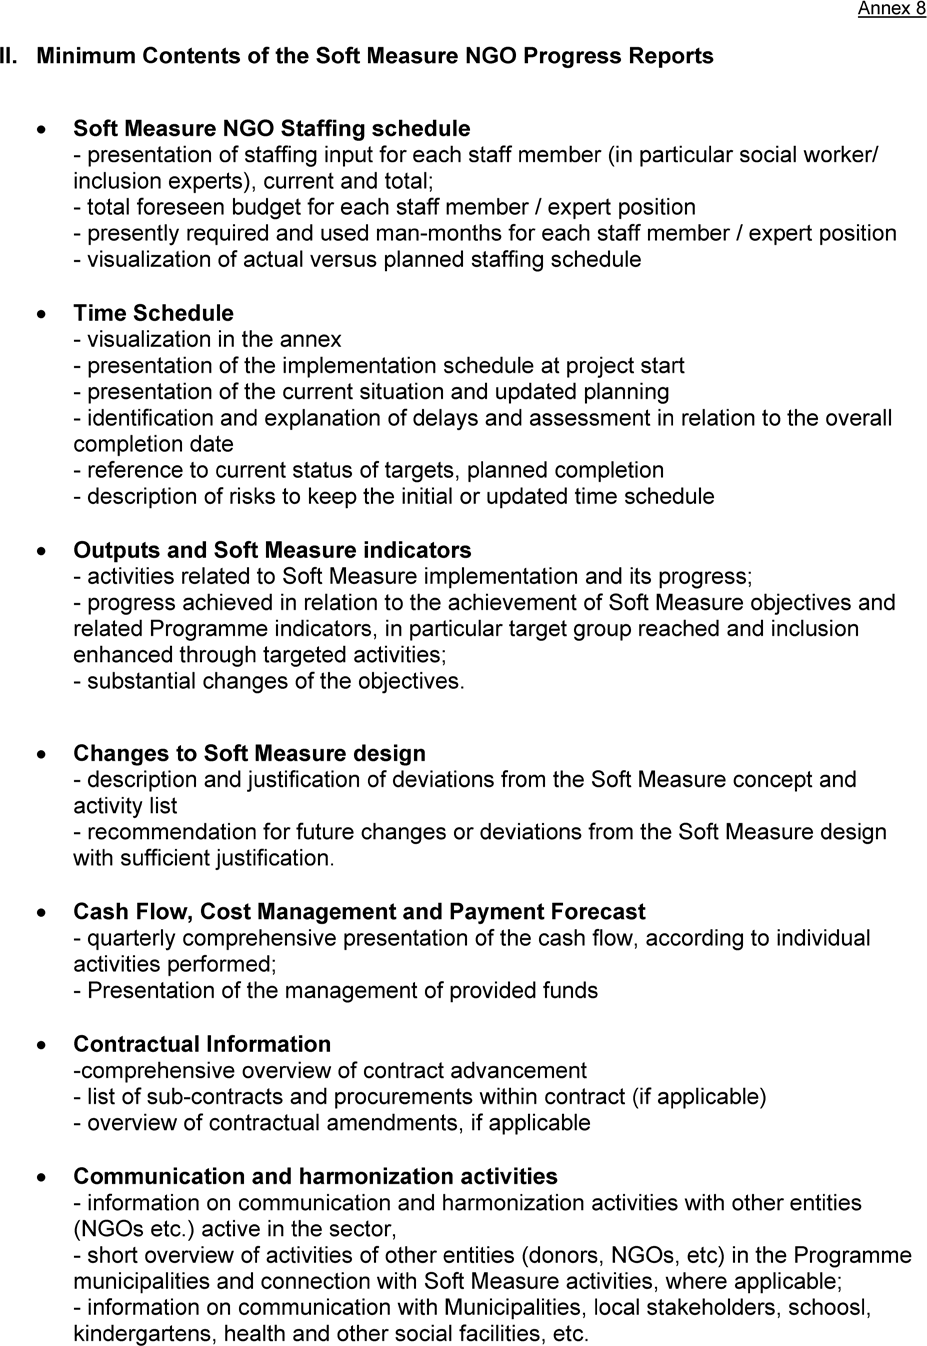 Annex 8
II. Minimum Contents of the Soft Measure NGO Progress Reports
• Soft Measure NGO Staffing schedule
- presentation of staffing input for each staff member (in particular social worker/
inclusion experts), current and total;
- total foreseen budget for each staff member / expert position
- presently required and used man-months for each staff member / expert position
- visualization of actual versus planned staffing schedule
• Time Schedule
- visualization in the annex
- presentation of the implementation schedule at project start
- presentation of the current situation and updated planning
- identification and explanation of delays and assessment in relation to the overall
completion date
- reference to current status of targets, planned completion
- description of risks to keep the initial or updated time schedule
• Outputs and Soft Measure indicators
- activities related to Soft Measure implementation and its progress;
- progress achieved in relation to the achievement of Soft Measure objectives and
related Programme indicators, in particular target group reached and inclusion
enhanced through targeted activities;
- substantial changes of the objectives.
• Changes to Soft Measure design
- description and justification of deviations from the Soft Measure concept and
activity list
- recommendation for future changes or deviations from the Soft Measure design
with sufficient justification.
• Cash Flow, Cost Management and Payment Forecast
- quarterly comprehensive presentation of the cash flow, according to individual
activities performed;
- Presentation of the management of provided funds
• Contractual Information
-comprehensive overview of contract advancement
- list of sub-contracts and procurements within contract (if applicable)
- overview of contractual amendments, if applicable
• Communication and harmonization activities
- information on communication and harmonization activities with other entities
(NGOs etc.) active in the sector,
- short overview of activities of other entities (donors, NGOs, etc) in the Programme
municipalities and connection with Soft Measure activities, where applicable;
- information on communication with Municipalities, local stakeholders, schoosl,
kindergartens, health and other social facilities, etc.